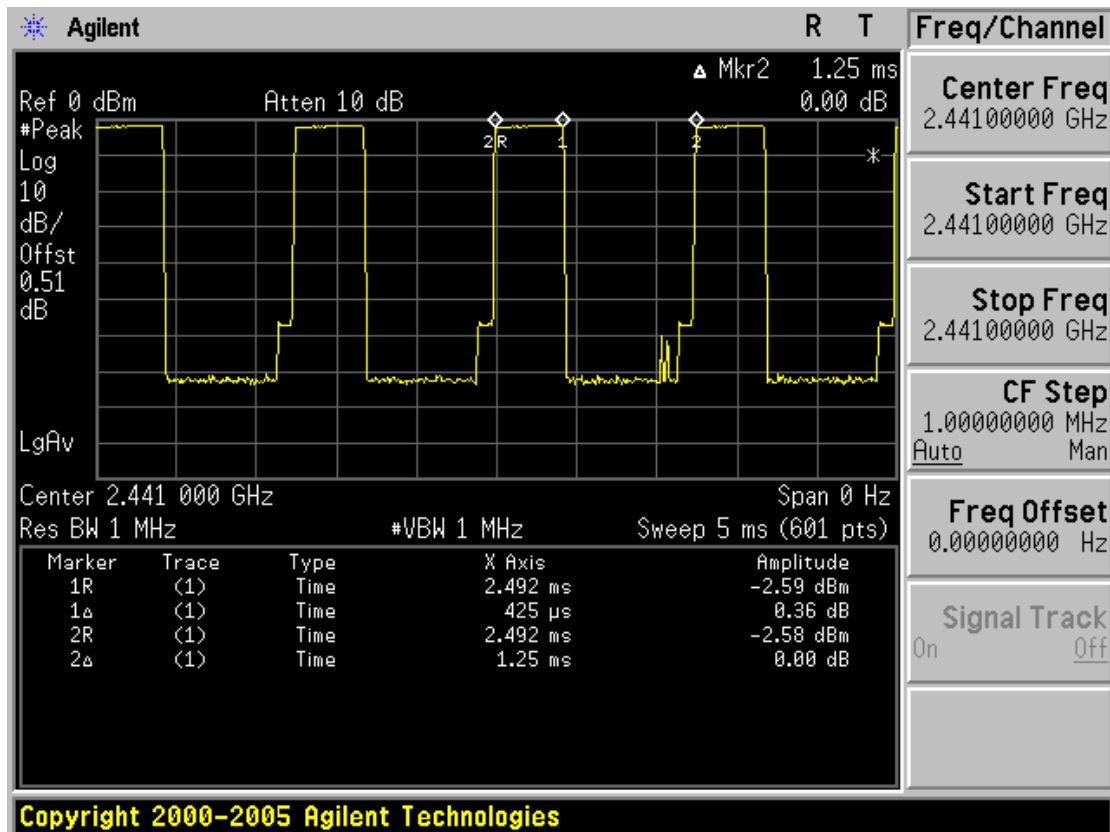 Agilent
R T
Freq/Channel
Δ Mkr2 1.25 ms
Ref 0 dBm Atten 10 dB 0.00 dB
#Peak
Log
10
dB/
Offst
0.51
dB
LgAv
2R
1
2
*
Center 2.441 000 GHz Span 0 Hz
Res BW 1 MHz #VBW 1 MHz Sweep 5 ms (601 pts)
Marker Trace Type X Axis Amplitude
1R (1) Time 2.492 ms -2.59 dBm
1Δ (1) Time 425 µs 0.36 dB
2R (1) Time 2.492 ms -2.58 dBm
2Δ (1) Time 1.25 ms 0.00 dB
Center Freq
2.44100000 GHz
Start Freq
2.44100000 GHz
Stop Freq
2.44100000 GHz
CF Step
1.00000000 MHz
Auto Man
Freq Offset
0.00000000 Hz
Signal Track
On Off
Copyright 2000-2005 Agilent Technologies